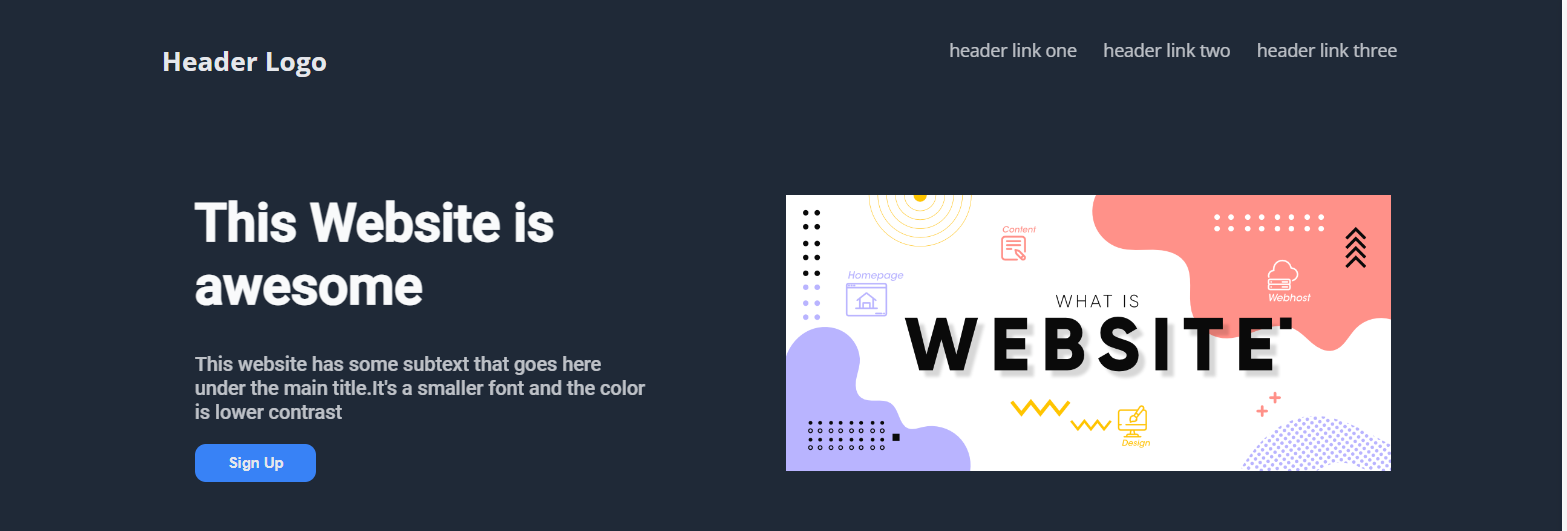 Header Logo
header link one
header link two
header link three
This Website is
awesome
This website has some subtext that goes here
under the main title.It's a smaller font and the color
is lower contrast
Sign Up
Content
Homepage
Webhost
WHAT IS
WEBSITE'
Design